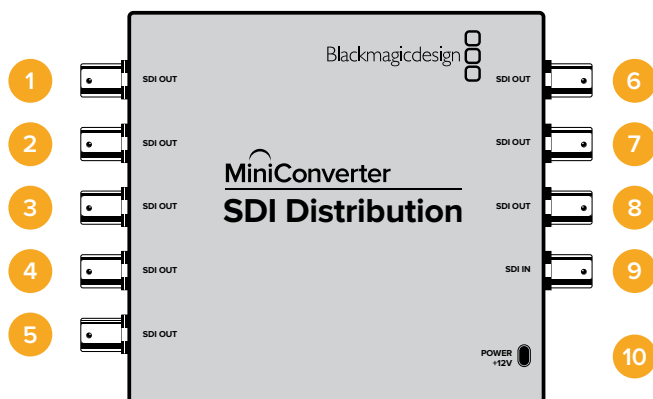 Blackmagicdesign
1 SDI OUT
SDI OUT 6
2 SDI OUT
SDI OUT 7
MiniConverter
3 SDI OUT
SDI Distribution
SDI OUT 8
4 SDI OUT
SDI IN 9
5 SDI OUT
POWER
+12V
10